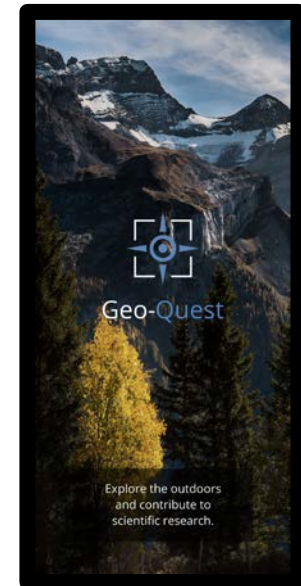 Geo-Quest
Explore the outdoors
and contribute to
scientific research.